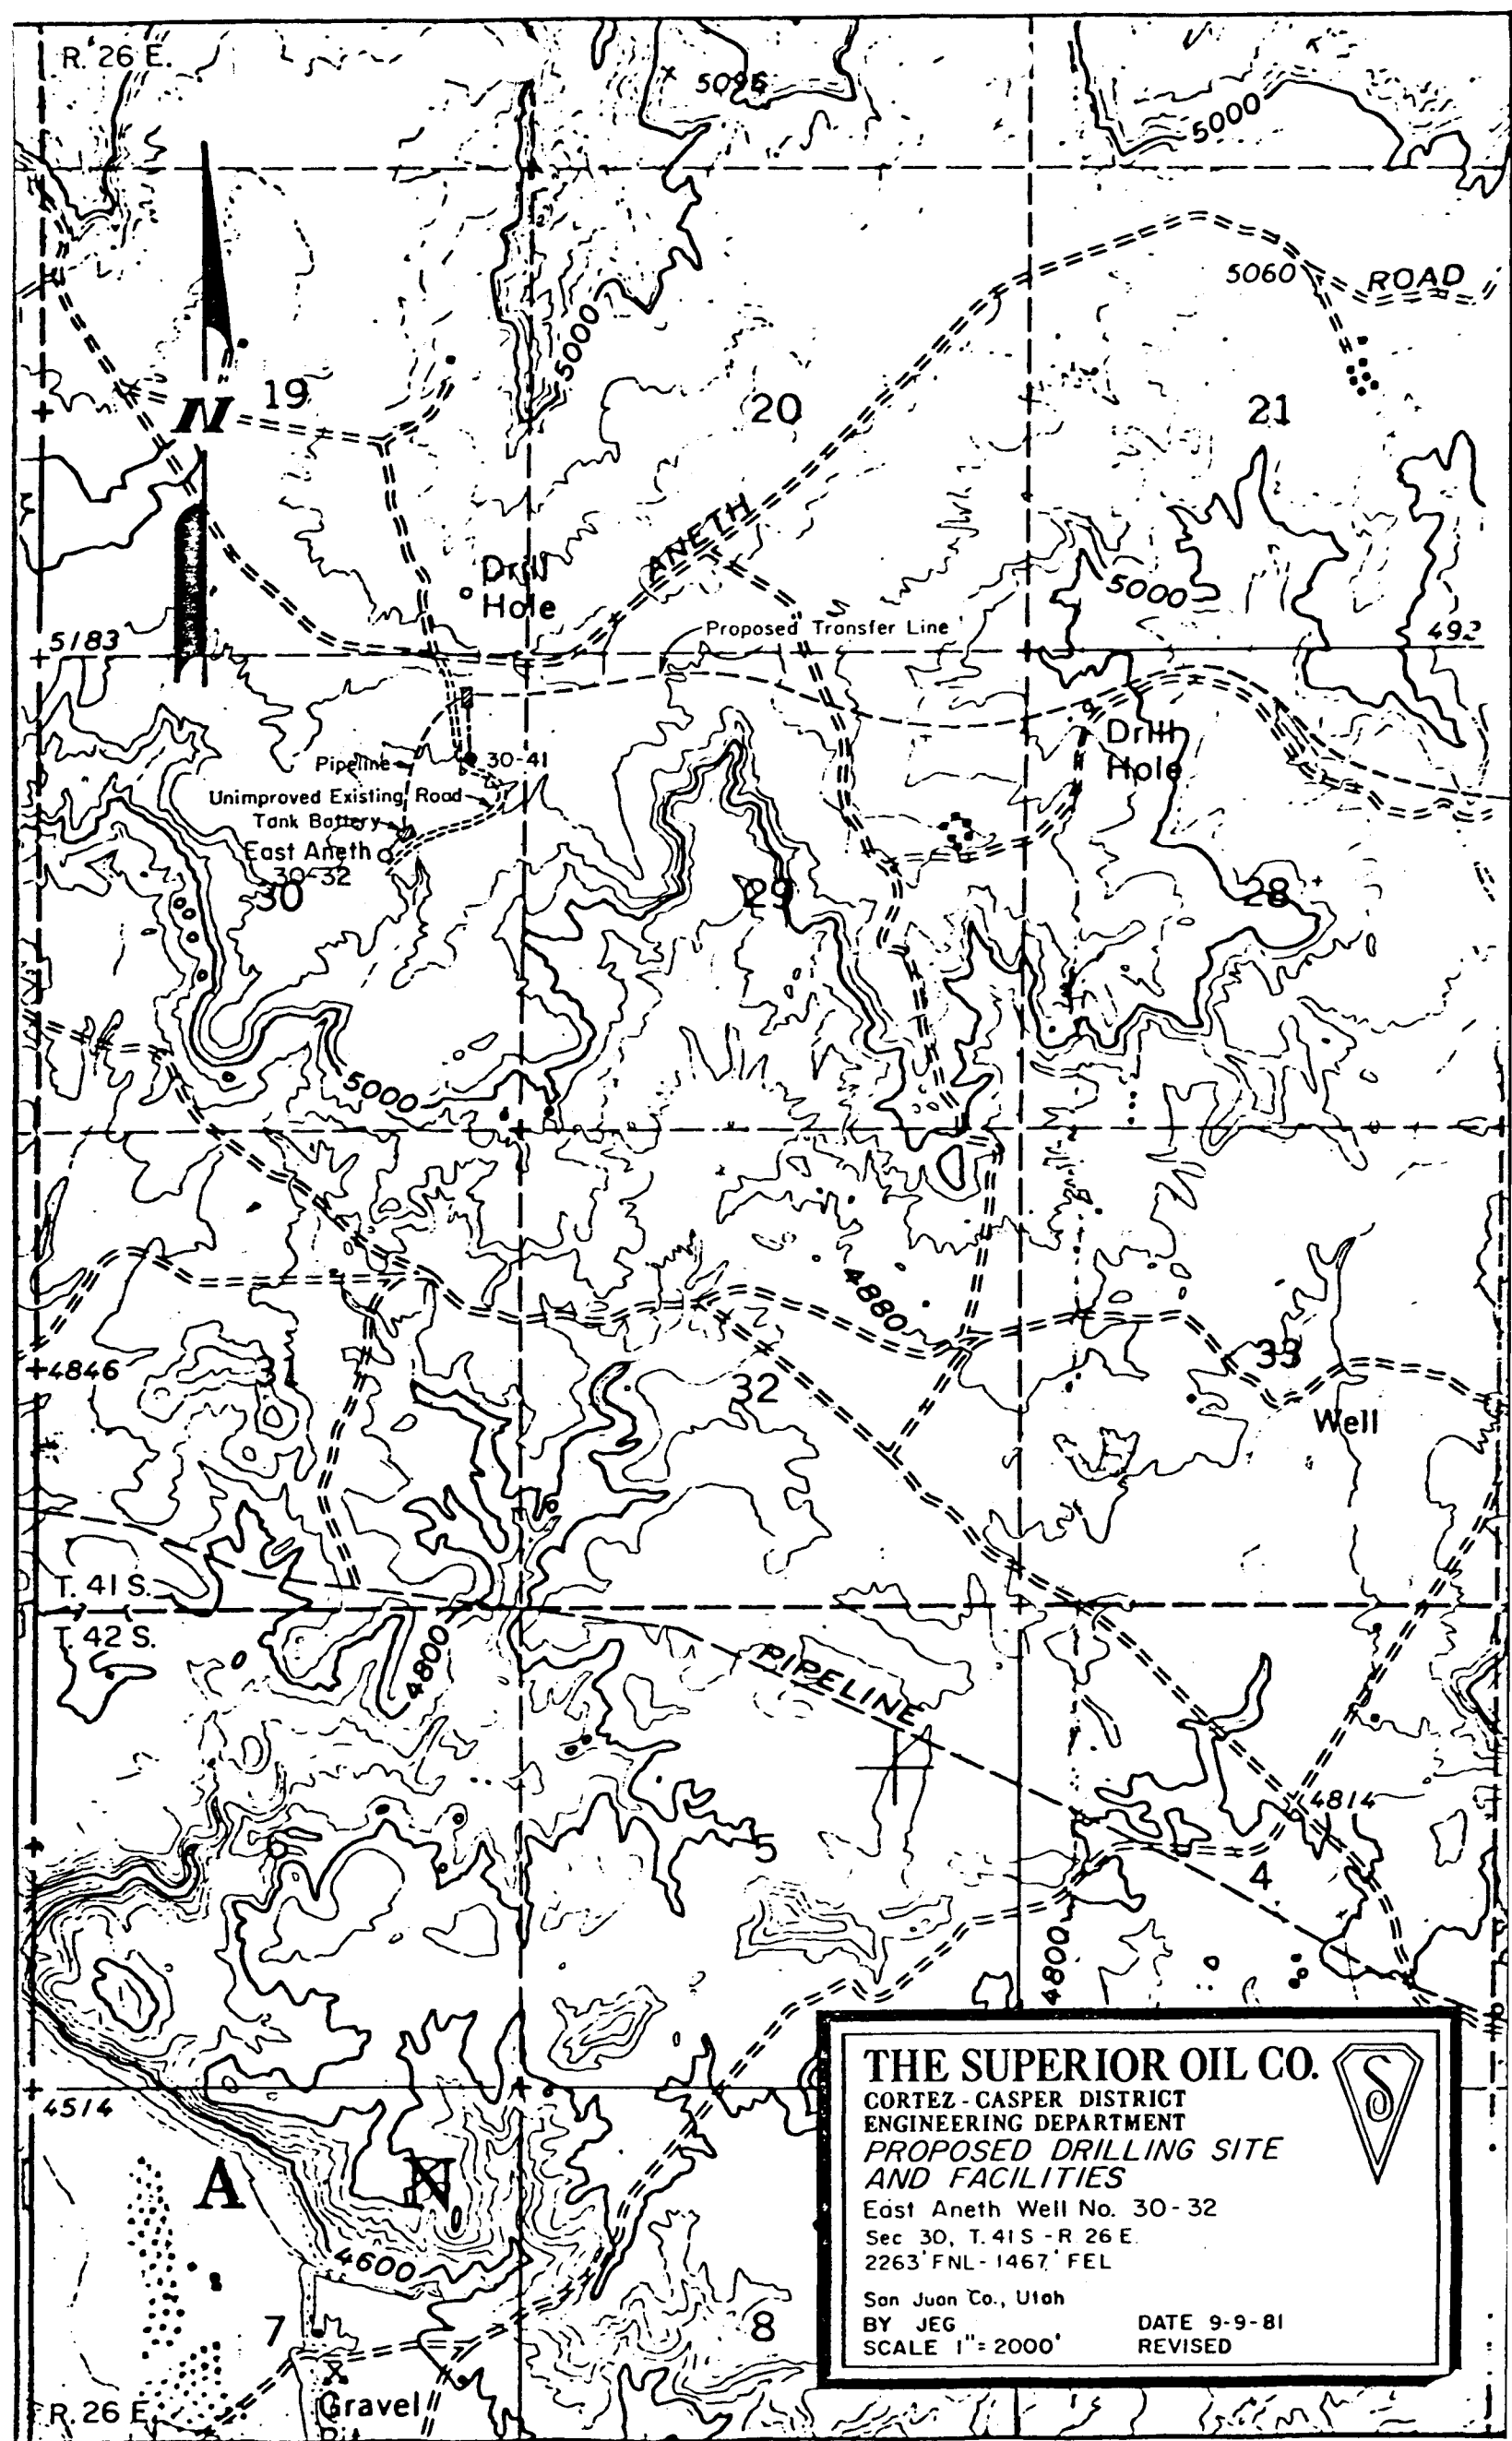 R. 26 E.
5096
5000
5060
ROAD
5000
19
N
20
21
ANETH
Drill
Hole
5000
Proposed Transfer Line
5183
492
Drill
Hole
30-41
Pipeline
Unimproved Existing Road
Tank Battery
East Aneth
30-32
30
29
28
5000
4880
4846
31
32
33
Well
T. 41 S.
T. 42 S.
4800
PIPELINE
4814
6
5
4
4800
4514
A N
4600
7
8
Gravel
Pit
R. 26 E.
THE SUPERIOR OIL CO.
S
CORTEZ - CASPER DISTRICT
ENGINEERING DEPARTMENT
PROPOSED DRILLING SITE
AND FACILITIES
East Aneth Well No. 30-32
Sec 30, T. 41 S - R 26 E.
2263' FNL - 1467' FEL
San Juan Co., Utah
BY JEG DATE 9-9-81
SCALE 1" = 2000' REVISED